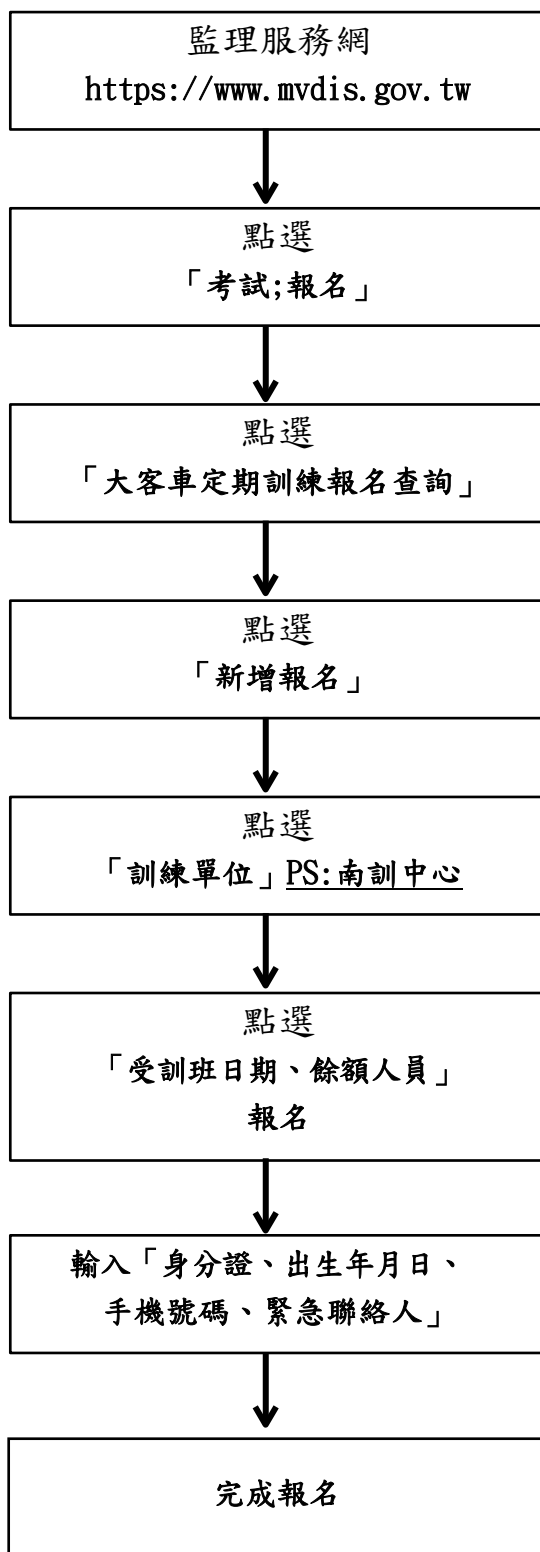 監理服務網
https://www.mvdis.gov.tw
點選
「考試;報名」
點選
「大客車定期訓練報名查詢」
點選
「新增報名」
點選
「訓練單位」PS:南訓中心
點選
「受訓班日期、餘額人員」
報名
輸入「身分證、出生年月日、
手機號碼、緊急聯絡人」
完成報名